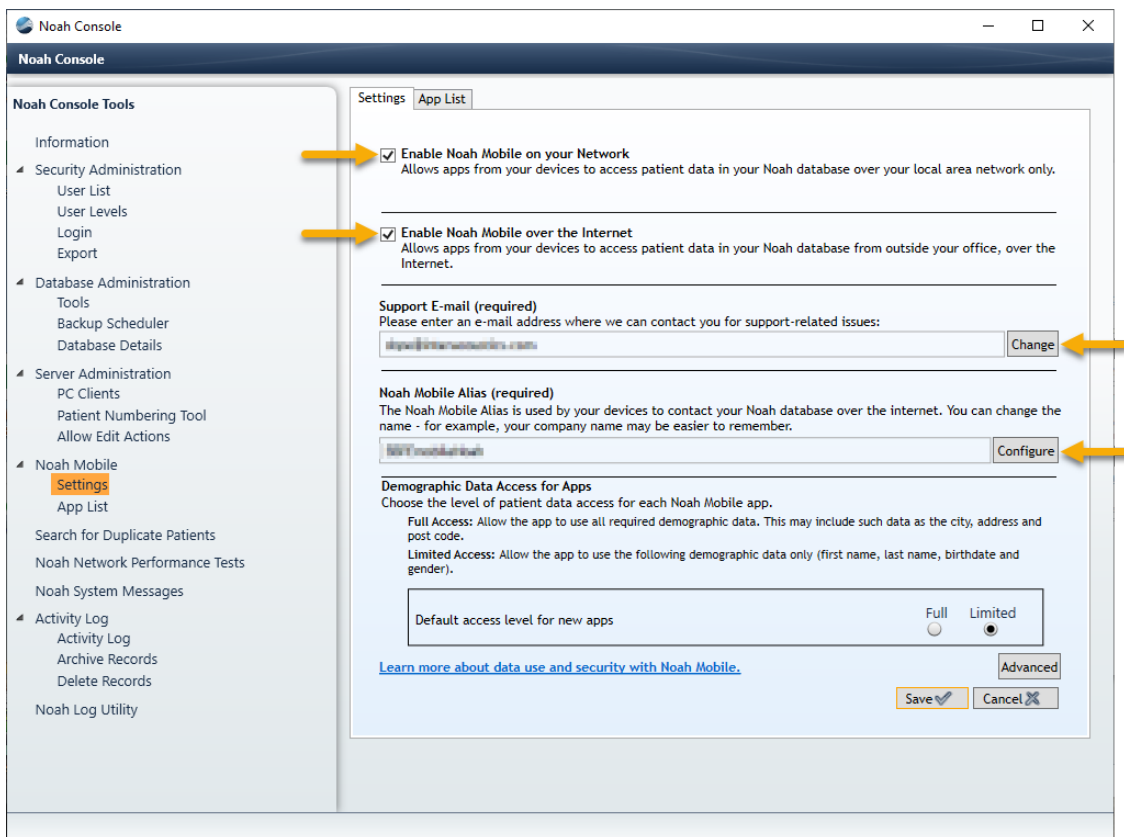 Noah Console
Noah Console
Noah Console Tools
Information
Security Administration
User List
User Levels
Login
Export
Database Administration
Tools
Backup Scheduler
Database Details
Server Administration
PC Clients
Patient Numbering Tool
Allow Edit Actions
Noah Mobile
Settings
App List
Search for Duplicate Patients
Noah Network Performance Tests
Noah System Messages
Activity Log
Activity Log
Archive Records
Delete Records
Noah Log Utility
Settings App List
Enable Noah Mobile on your Network
Allows apps from your devices to access patient data in your Noah database over your local area network only.
Enable Noah Mobile over the Internet
Allows apps from your devices to access patient data in your Noah database from outside your office, over the
Internet.
Support E-mail (required)
Please enter an e-mail address where we can contact you for support-related issues:
Change
Noah Mobile Alias (required)
The Noah Mobile Alias is used by your devices to contact your Noah database over the internet. You can change the
name - for example, your company name may be easier to remember.
Configure
Demographic Data Access for Apps
Choose the level of patient data access for each Noah Mobile app.
Full Access: Allow the app to use all required demographic data. This may include such data as the city, address and
post code.
Limited Access: Allow the app to use the following demographic data only (first name, last name, birthdate and
gender).
Full Limited
Default access level for new apps
Learn more about data use and security with Noah Mobile.
Advanced
Save Cancel